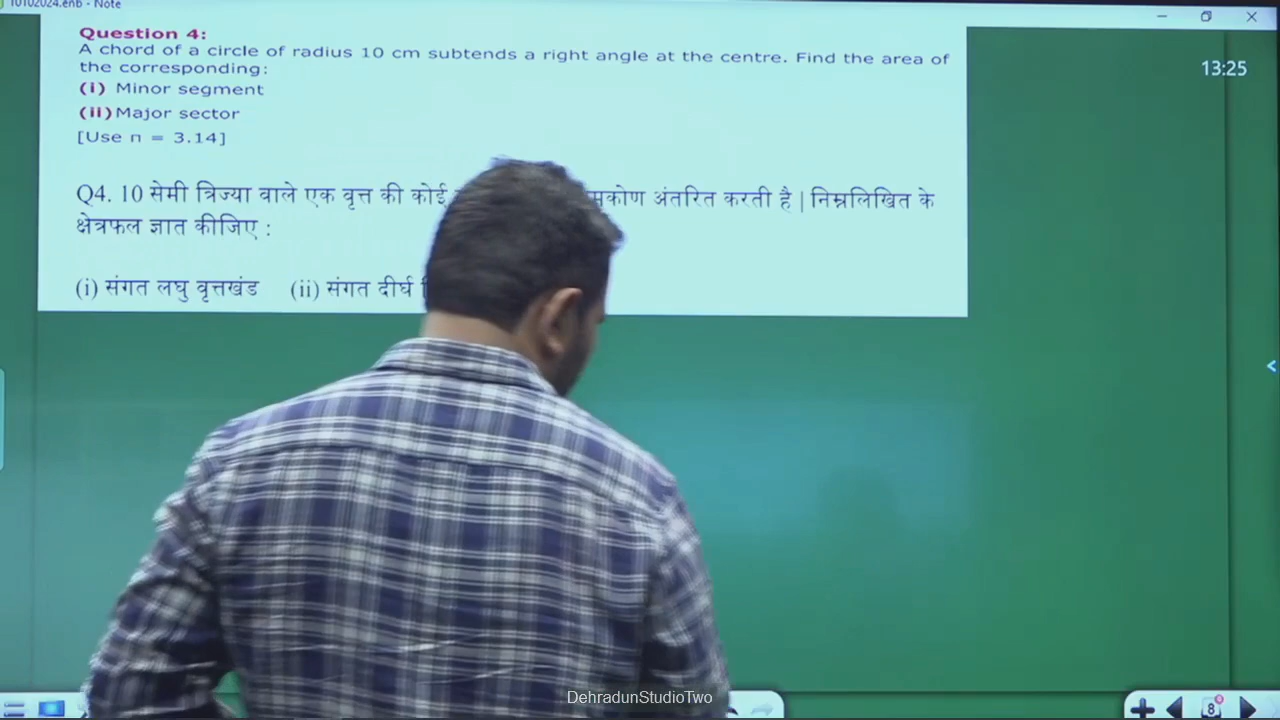 10102024.enb - Note
Question 4:
A chord of a circle of radius 10 cm subtends a right angle at the centre. Find the area of
the corresponding:
(i) Minor segment
(ii) Major sector
[Use п = 3.14]
13:25
Q4. 10 सेमी त्रिज्या वाले एक वृत्त की कोई अंतरित करती है | निम्नलिखित के
क्षेत्रफल ज्ञात कीजिए :
(i) संगत लघु वृत्तखंड (ii) संगत दीर्घ
DehradunStudioTwo
8